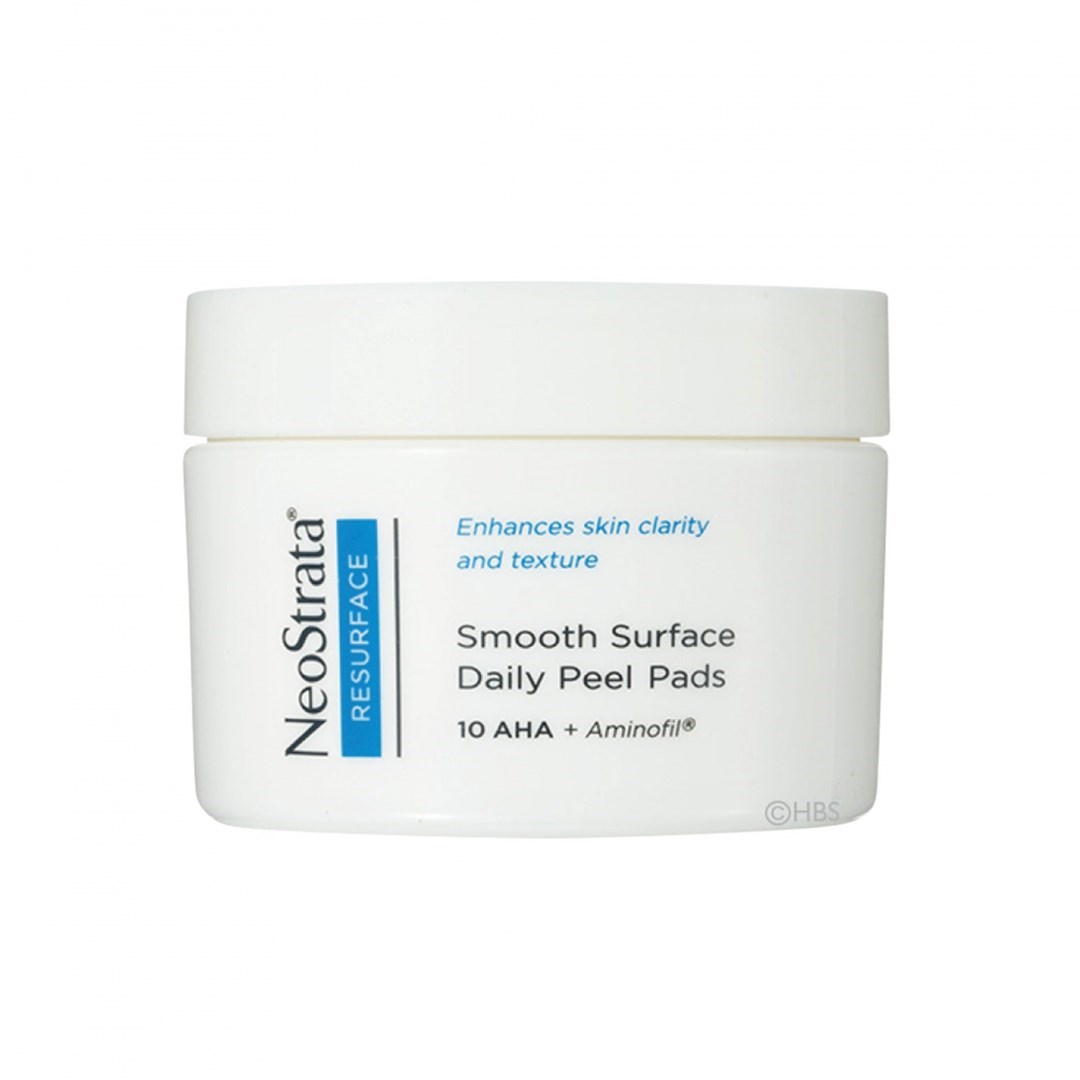 NeoStrata®
RESURFACE
Enhances skin clarity
and texture
Smooth Surface
Daily Peel Pads
10 AHA + Aminofil®
©HBS